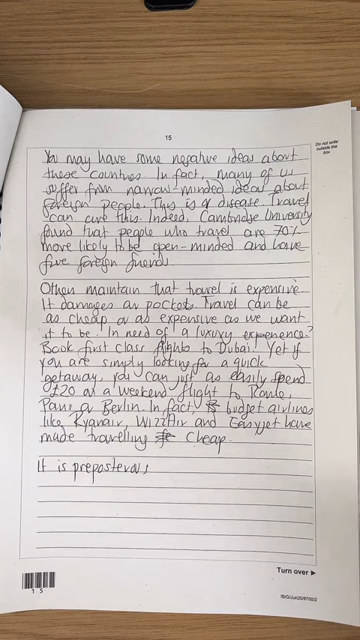 15
Do not write
outside the
box
You may have some negative ideas about
these countries. In fact, many of us
suffer from narrow-minded ideas about
foreign people. This is a disease. Travel
can cure this. Indeed, Cambridge University
found that people who travel are 70%
more likely to be open-minded and have
five foreign friends.
Others maintain that travel is expensive.
It damages our pockets. Travel can be
as cheap or as expensive as we want
it to be. In need of a luxury experience?
Book first class flights to Dubai. Yet if
you are simply looking for a quick
getaway, you can just as easily spend
£20 on a weekend flight to Rome,
Paris or Berlin. In fact, budget airlines
like Ryanair, WizzAir and Easyjet have
made travelling cheap.
It is preposterous
Turn over ►
15
IB/G/Jun25/8700/2